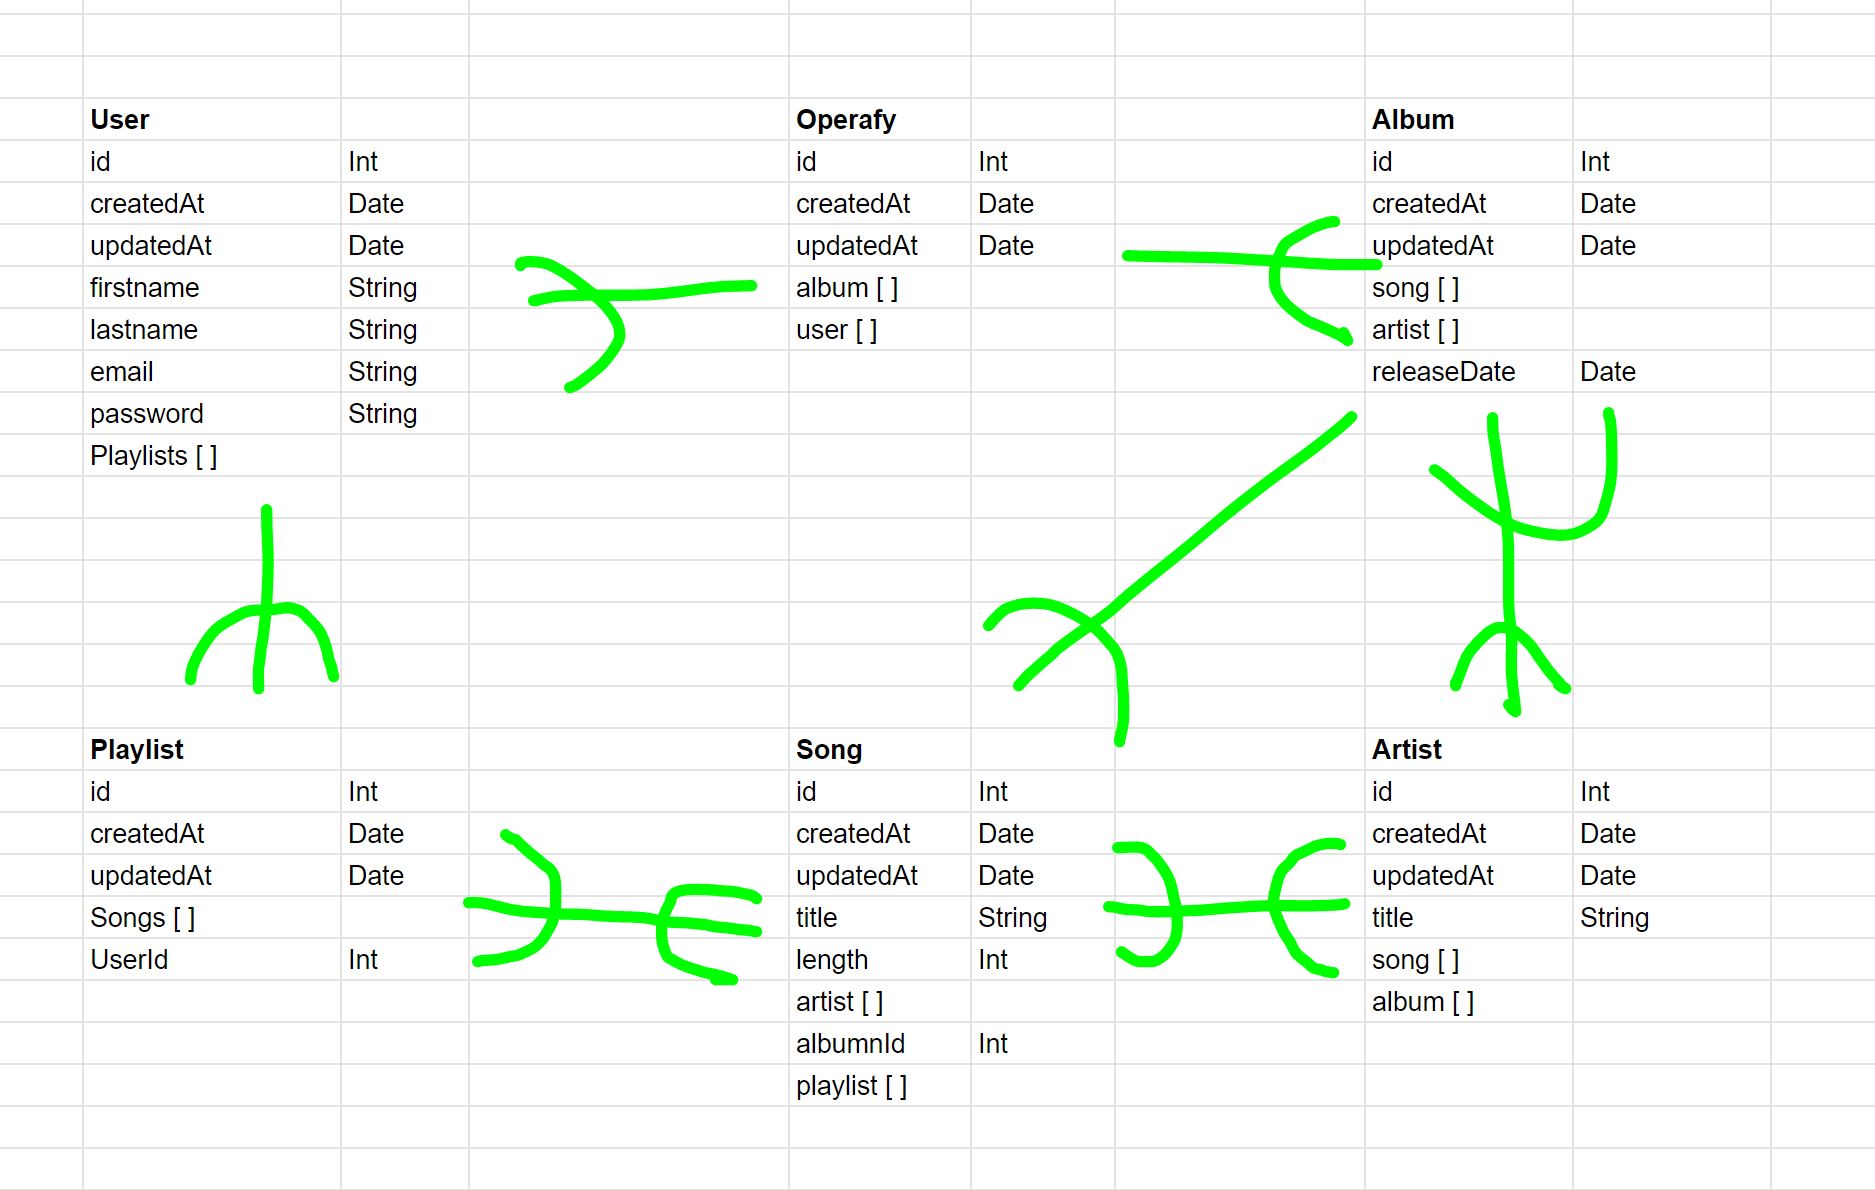 User
id Int
createdAt Date
updatedAt Date
firstname String
lastname String
email String
password String
Playlists [ ]
Operafy
id Int
createdAt Date
updatedAt Date
album [ ]
user [ ]
Album
id Int
createdAt Date
updatedAt Date
song [ ]
artist [ ]
releaseDate Date
Playlist
id Int
createdAt Date
updatedAt Date
Songs [ ]
UserId Int
Song
id Int
createdAt Date
updatedAt Date
title String
length Int
artist [ ]
albumnId Int
playlist [ ]
Artist
id Int
createdAt Date
updatedAt Date
title String
song [ ]
album [ ]